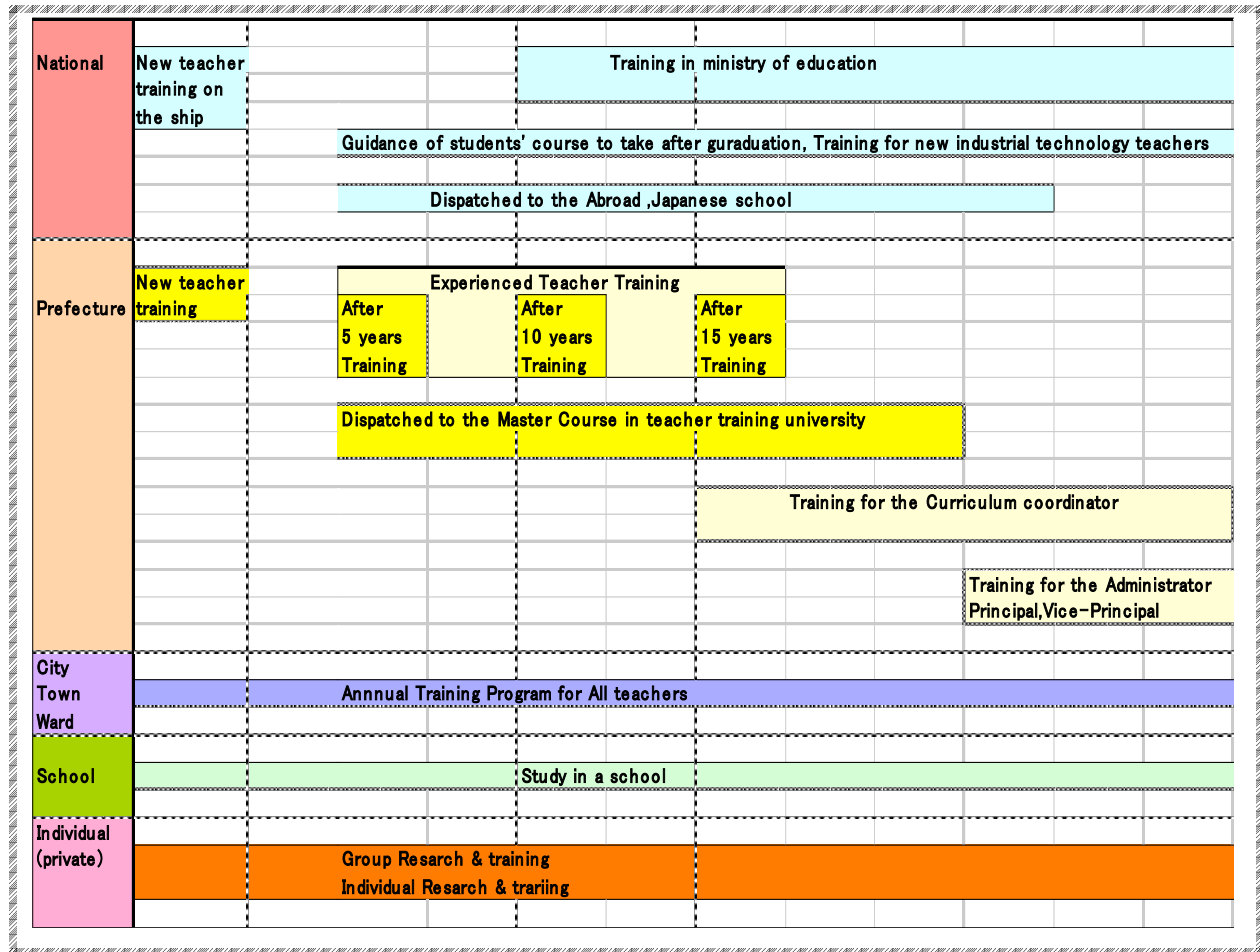 National
New teacher
training on
the ship
Training in ministry of education
Guidance of students' course to take after guraduation, Training for new industrial technology teachers
Dispatched to the Abroad ,Japanese school
Prefecture
New teacher
training
Experienced Teacher Training
After
5 years
Training
After
10 years
Training
After
15 years
Training
Dispatched to the Master Course in teacher training university
Training for the Curriculum coordinator
Training for the Administrator
Principal,Vice-Principal
City
Town
Ward
Annnual Training Program for All teachers
School
Study in a school
Individual
(private)
Group Resarch & training
Individual Resarch & trariing